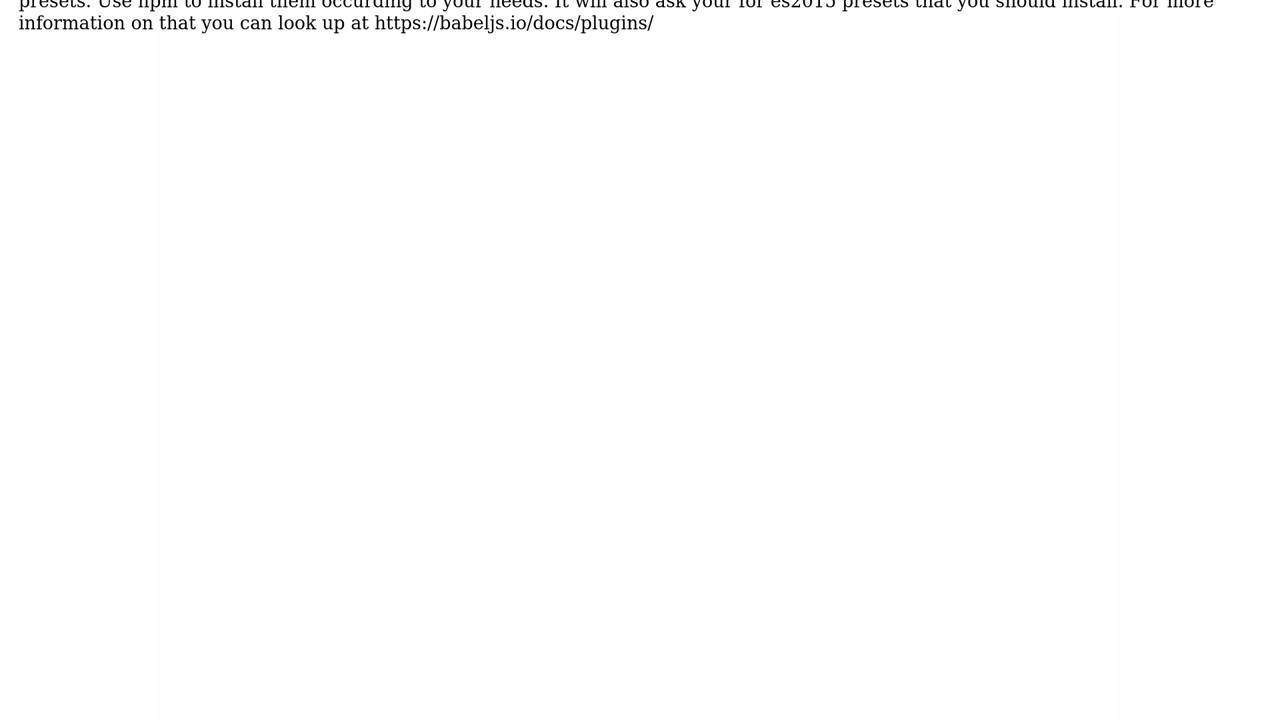 presets. Use npm to install them occurding to your needs. It will also ask your for es2015 presets that you should install. For more
information on that you can look up at https://babeljs.io/docs/plugins/